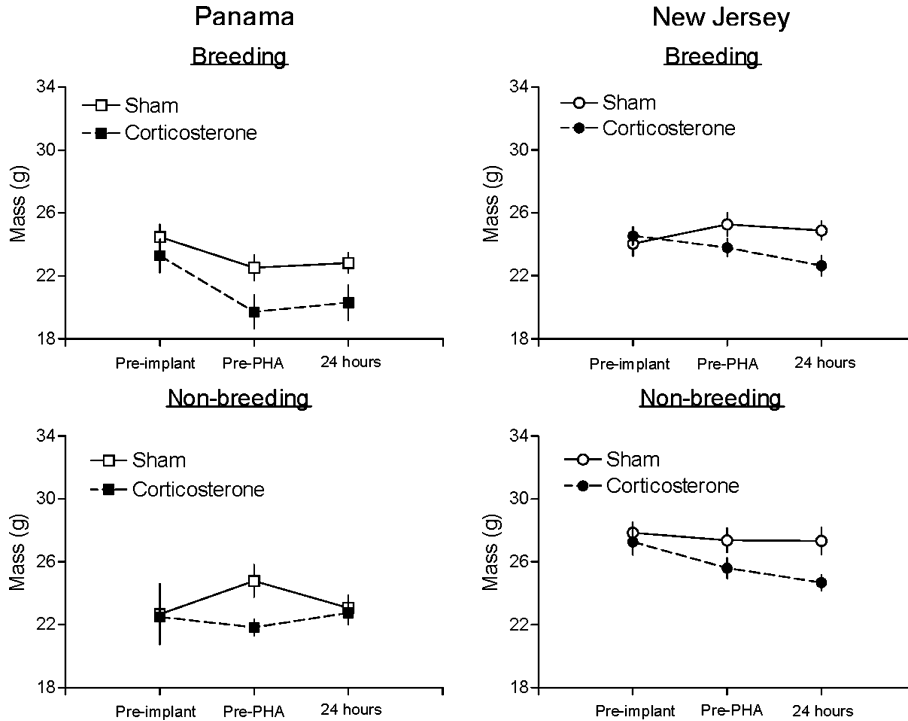 Panama
New Jersey
Breeding
34
30
26
22
18
Mass (g)
Sham
Corticosterone
Pre-implant
Pre-PHA
24 hours
Breeding
34
30
26
22
18
Mass (g)
Sham
Corticosterone
Pre-implant
Pre-PHA
24 hours
Non-breeding
34
30
26
22
18
Mass (g)
Sham
Corticosterone
Pre-implant
Pre-PHA
24 hours
Non-breeding
34
30
26
22
18
Mass (g)
Sham
Corticosterone
Pre-implant
Pre-PHA
24 hours